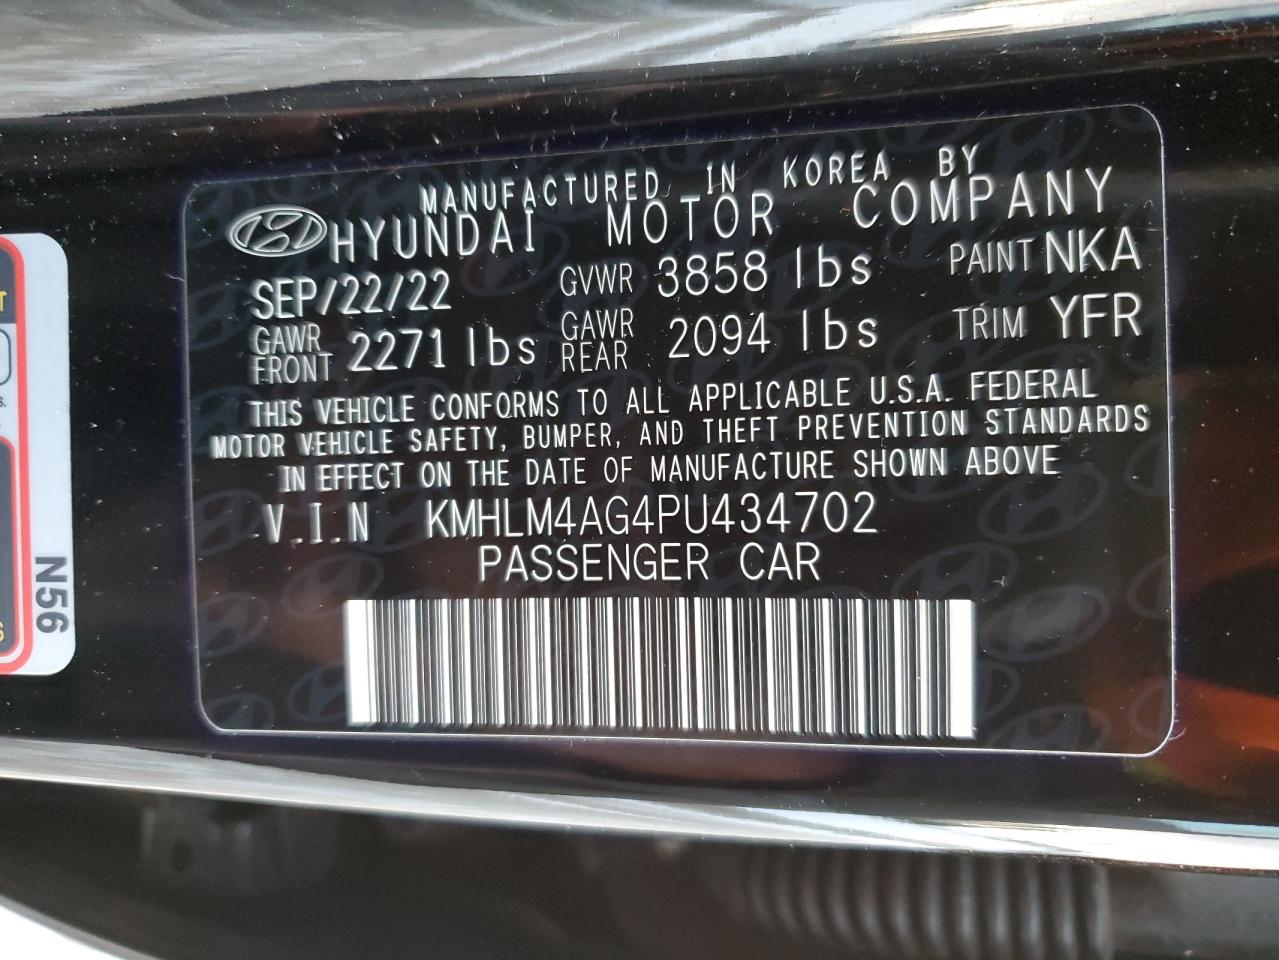 MANUFACTURED IN KOREA BY
HYUNDAI MOTOR COMPANY
SEP/22/22 GVWR 3858 lbs PAINT NKA
GAWR FRONT 2271 lbs GAWR REAR 2094 lbs TRIM YFR
THIS VEHICLE CONFORMS TO ALL APPLICABLE U.S.A. FEDERAL
MOTOR VEHICLE SAFETY, BUMPER, AND THEFT PREVENTION STANDARDS
IN EFFECT ON THE DATE OF MANUFACTURE SHOWN ABOVE
V.I.N KMHLM4AG4PU434702
PASSENGER CAR
N56